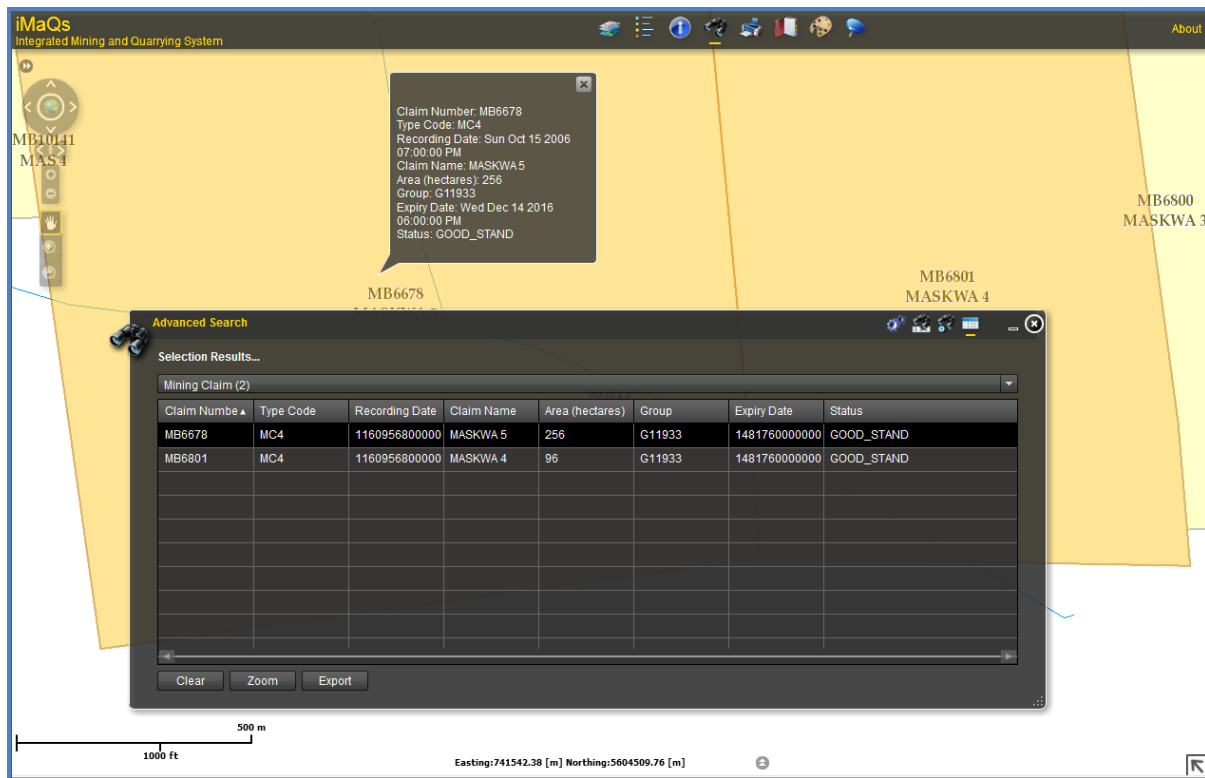 iMaQs
Integrated Mining and Quarrying System
About
Claim Number: MB6678
Type Code: MC4
Recording Date: Sun Oct 15 2006
07:00:00 PM
Claim Name: MASKWA 5
Area (hectares): 256
Group: G11933
Expiry Date: Wed Dec 14 2016
06:00:00 PM
Status: GOOD_STAND
MB10141
MAS 4
MB6800
MASKWA 3
MB6801
MASKWA 4
MB6678
Advanced Search
Selection Results...
Mining Claim (2)
Claim Numbe Type Code Recording Date Claim Name Area (hectares) Group Expiry Date Status
MB6678 MC4 1160956800000 MASKWA 5 256 G11933 1481760000000 GOOD_STAND
MB6801 MC4 1160956800000 MASKWA 4 96 G11933 1481760000000 GOOD_STAND
Clear Zoom Export
500 m
1000 ft
Easting:741542.38 [m] Northing:5604509.76 [m]